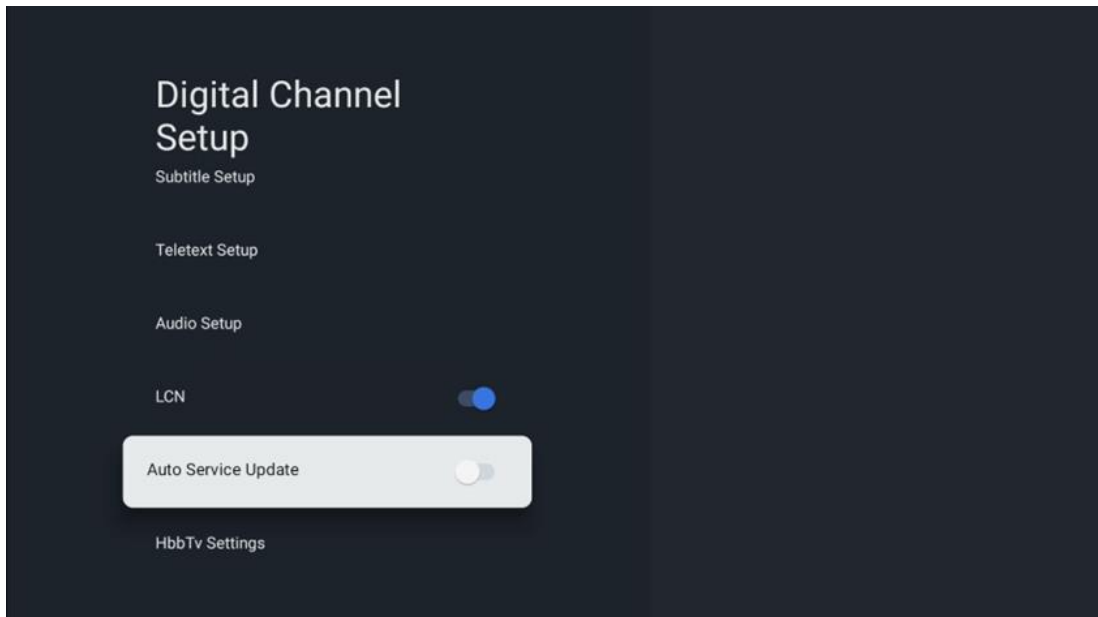 Digital Channel
Setup
Subtitle Setup
Teletext Setup
Audio Setup
LCN
Auto Service Update
HbbTv Settings